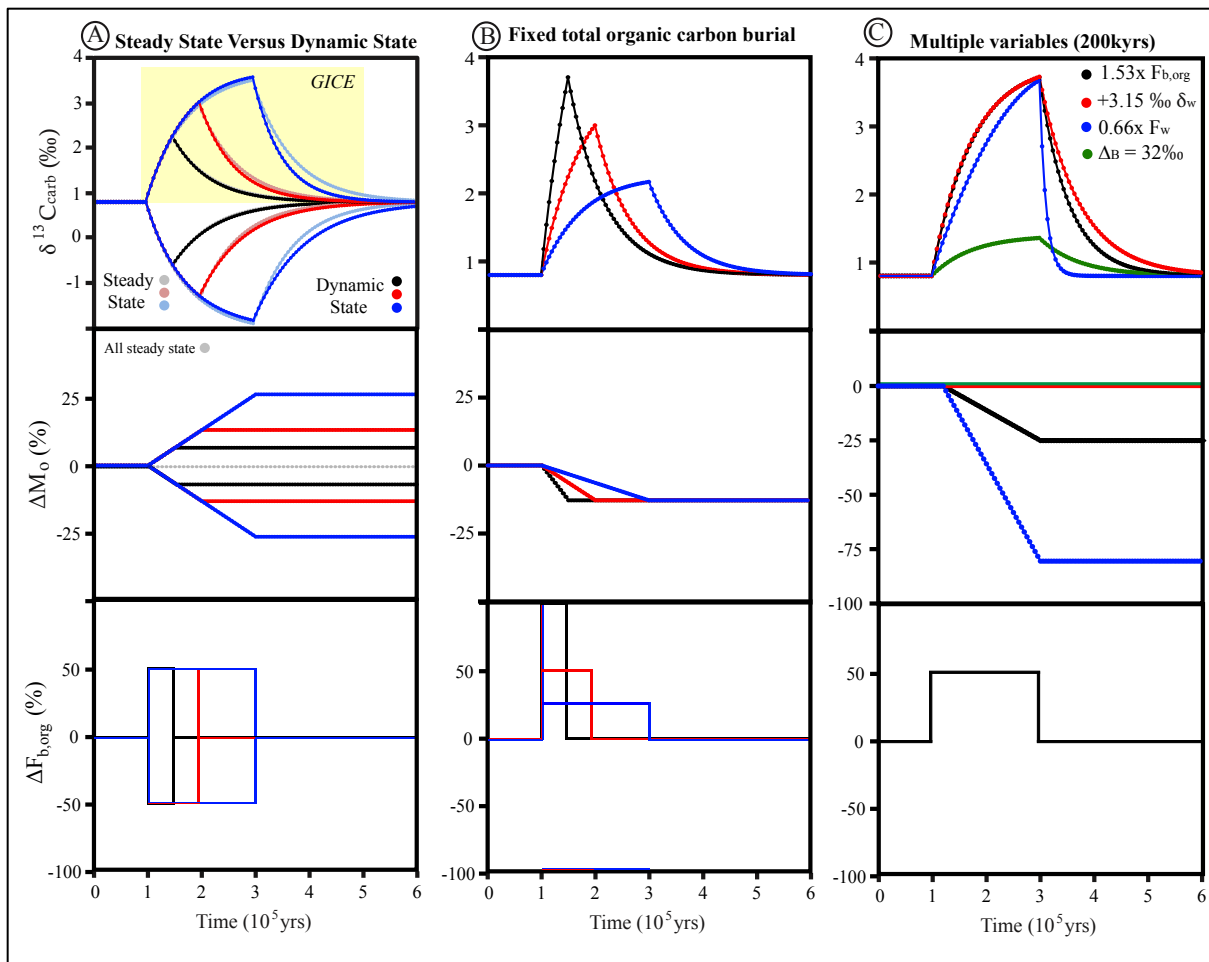 A Steady State Versus Dynamic State
4
3
2
1
0
-1
δ¹³Ccarb (‰)
GICE
Steady State
Dynamic State
All steady state
25
0
-25
ΔMo (%)
50
0
-50
-100
ΔFb,org (%)
0 1 2 3 4 5 6
Time (10⁵yrs)
B Fixed total organic carbon burial
4
3
2
1
0
-25
-50
50
0
-50
-100
0 1 2 3 4 5 6
Time (10⁵yrs)
C Multiple variables (200kyrs)
1.53x Fb,org
+3.15 ‰ δw
0.66x Fw
ΔB = 32‰
4
3
2
1
0
-25
-50
-75
-100
50
0
-50
-100
0 1 2 3 4 5 6
Time (10⁵yrs)